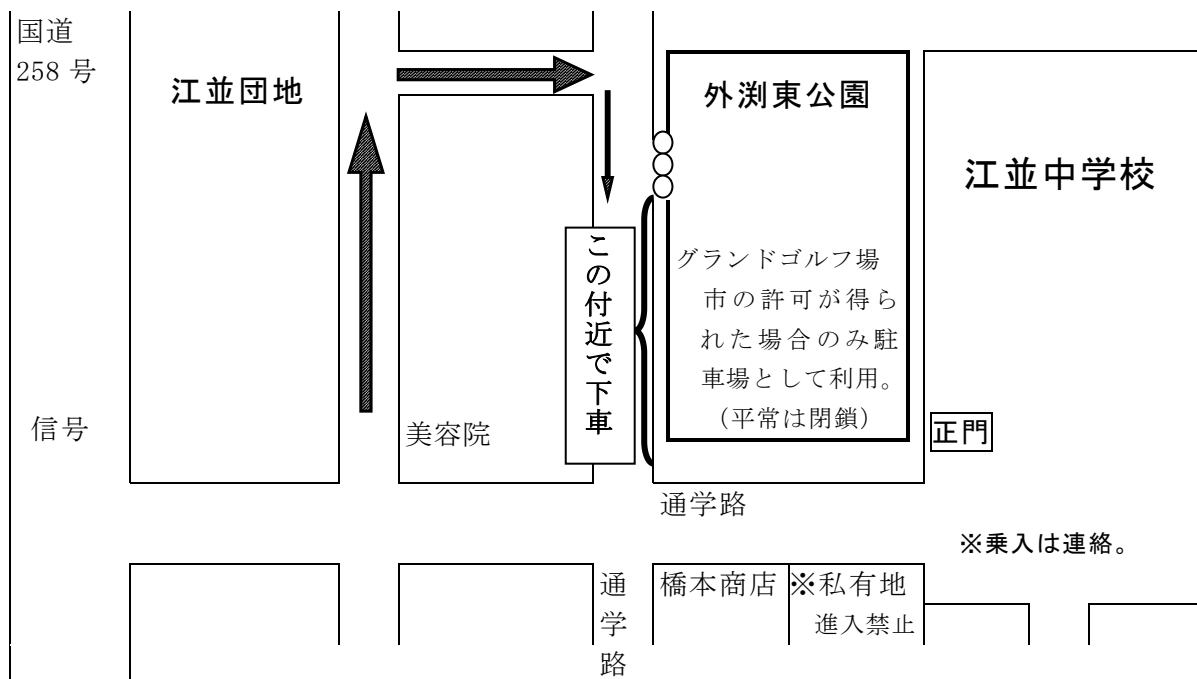 国道
258 号
江並団地
外渕東公園
江並中学校
グランドゴルフ場
市の許可が得ら
れた場合のみ駐
車場として利用。
（平常は閉鎖）
この付近で下車
信号
美容院
正門
通学路
※乗入は連絡。
通学路
橋本商店
※私有地
進入禁止